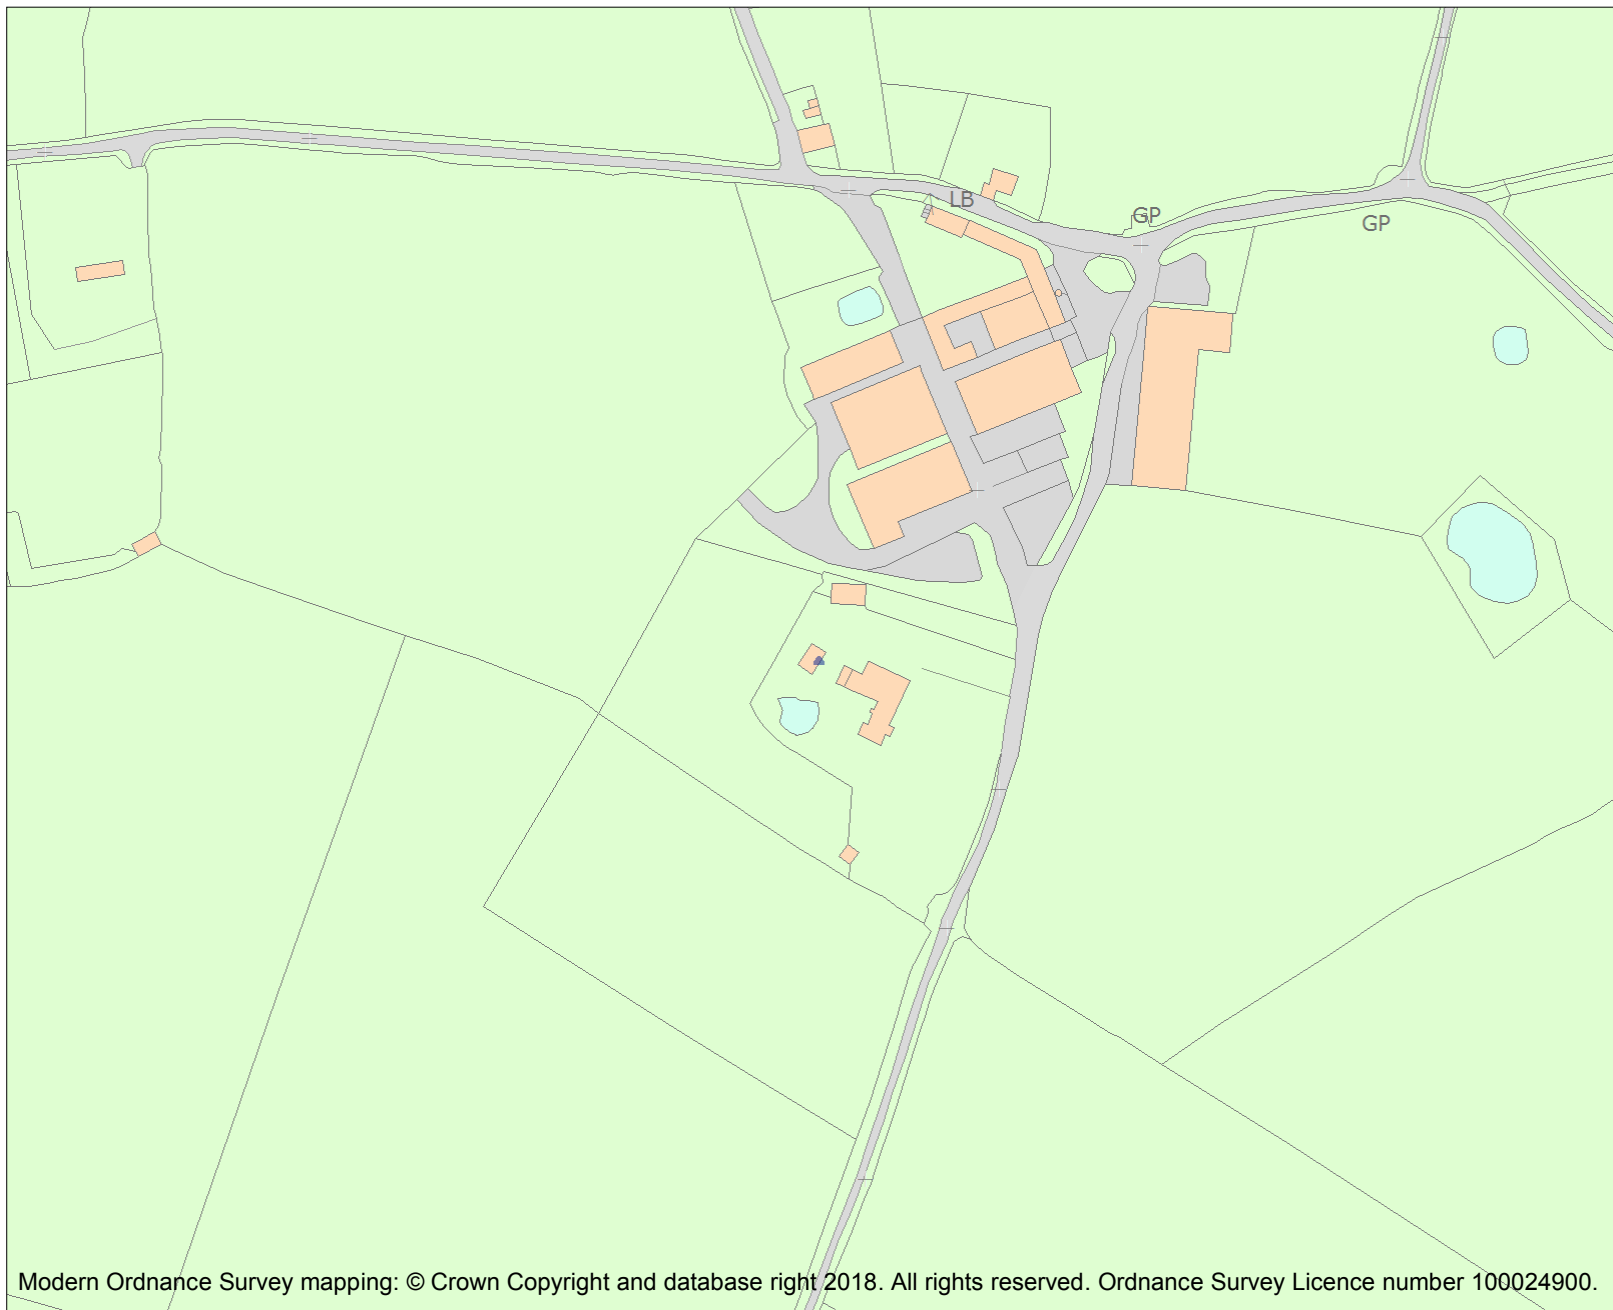 LB
GP
GP
Modern Ordnance Survey mapping: © Crown Copyright and database right 2018. All rights reserved. Ordnance Survey Licence number 100024900.